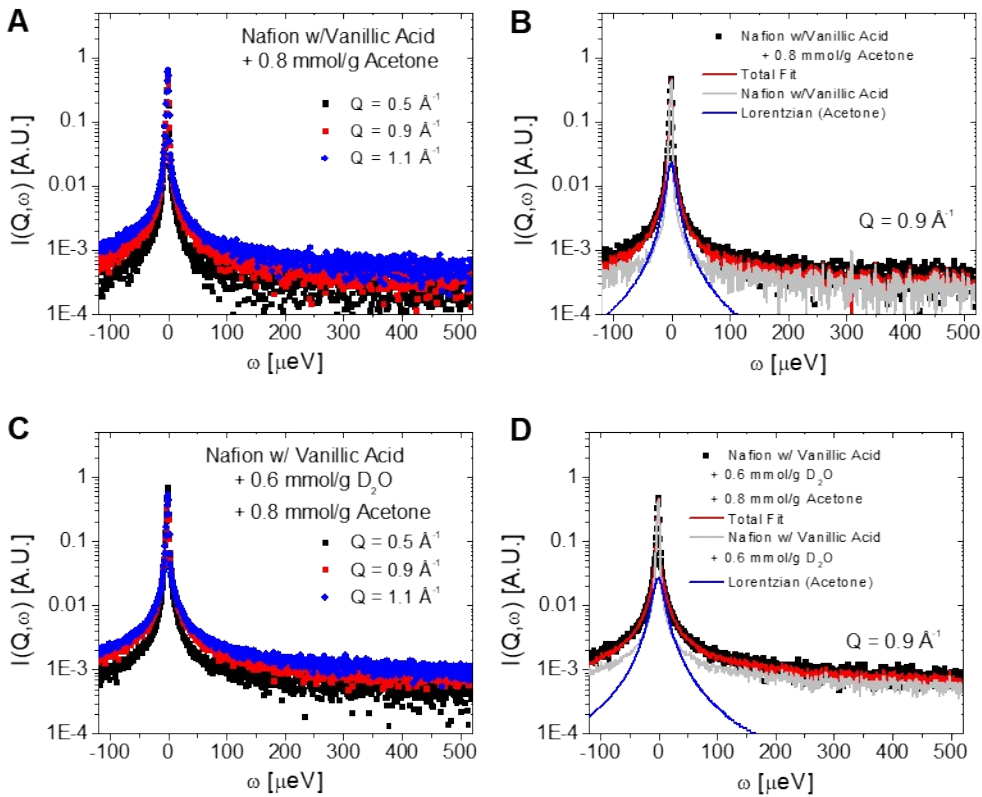 A
Nafion w/Vanillic Acid
+ 0.8 mmol/g Acetone
Q = 0.5 Å⁻¹
Q = 0.9 Å⁻¹
Q = 1.1 Å⁻¹
1
0.1
0.01
1E-3
1E-4
I(Q,ω) [A.U.]
-100 0 100 200 300 400 500
ω [μeV]
B
Nafion w/Vanillic Acid
+ 0.8 mmol/g Acetone
Total Fit
Nafion w/Vanillic Acid
Lorentzian (Acetone)
Q = 0.9 Å⁻¹
1
0.1
0.01
1E-3
1E-4
I(Q,ω) [A.U.]
-100 0 100 200 300 400 500
ω [μeV]
C
Nafion w/ Vanillic Acid
+ 0.6 mmol/g D₂O
+ 0.8 mmol/g Acetone
Q = 0.5 Å⁻¹
Q = 0.9 Å⁻¹
Q = 1.1 Å⁻¹
1
0.1
0.01
1E-3
1E-4
I(Q,ω) [A.U.]
-100 0 100 200 300 400 500
ω [μeV]
D
Nafion w/ Vanillic Acid
+ 0.6 mmol/g D₂O
+ 0.8 mmol/g Acetone
Total Fit
Nafion w/ Vanillic Acid
+ 0.6 mmol/g D₂O
Lorentzian (Acetone)
Q = 0.9 Å⁻¹
1
0.1
0.01
1E-3
1E-4
I(Q,ω) [A.U.]
-100 0 100 200 300 400 500
ω [μeV]